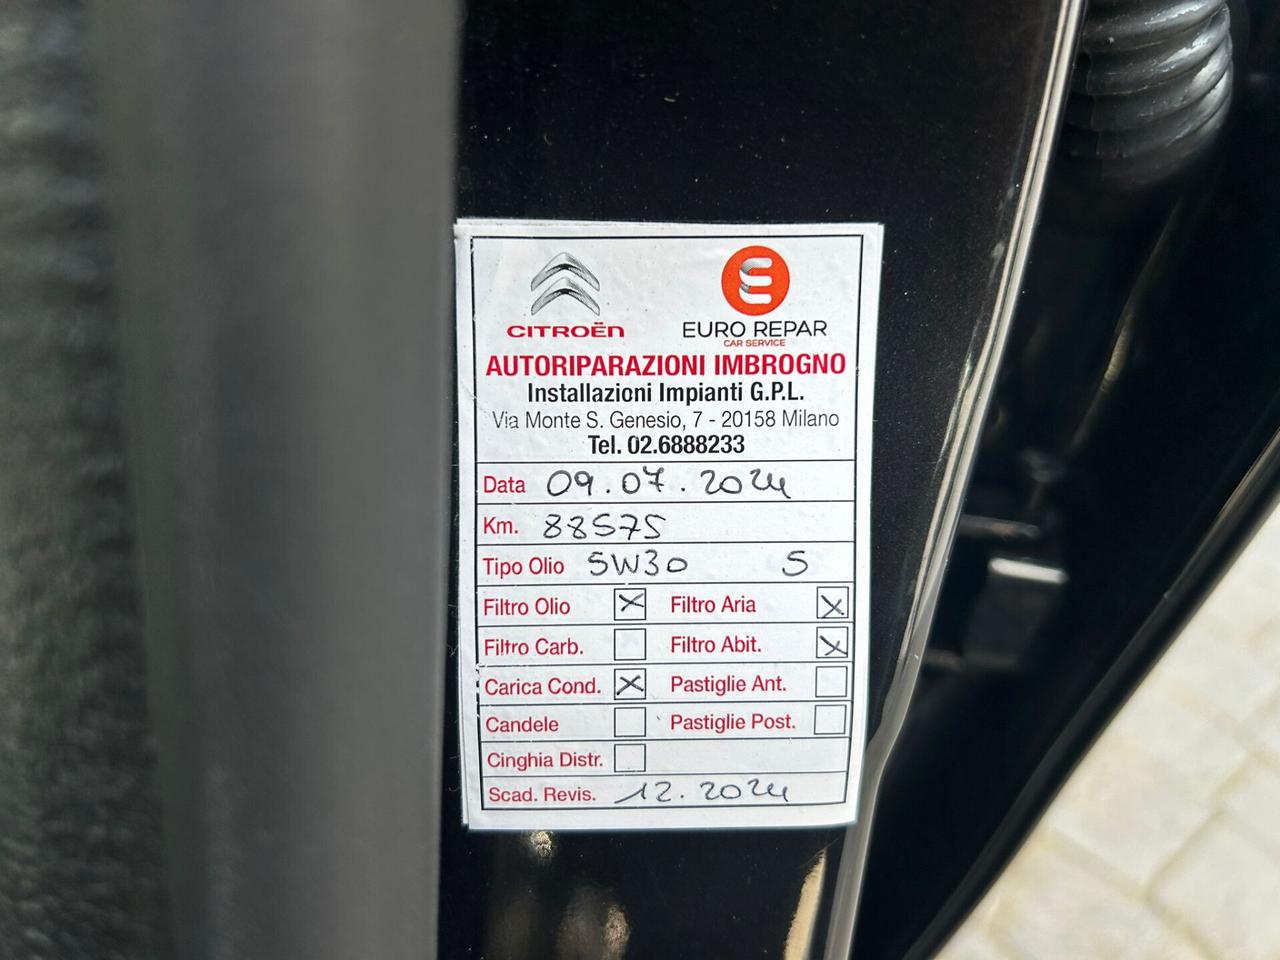 CITROËN
EURO REPAR
CAR SERVICE
AUTORIPARAZIONI IMBROGNO
Installazioni Impianti G.P.L.
Via Monte S. Genesio, 7 - 20158 Milano
Tel. 02.6888233
Data 09.07.2024
Km. 88575
Tipo Olio 5W30 5
Filtro Olio X Filtro Aria X
Filtro Carb. Filtro Abit. X
Carica Cond. X Pastiglie Ant.
Candele Pastiglie Post.
Cinghia Distr.
Scad. Revis. 12.2024